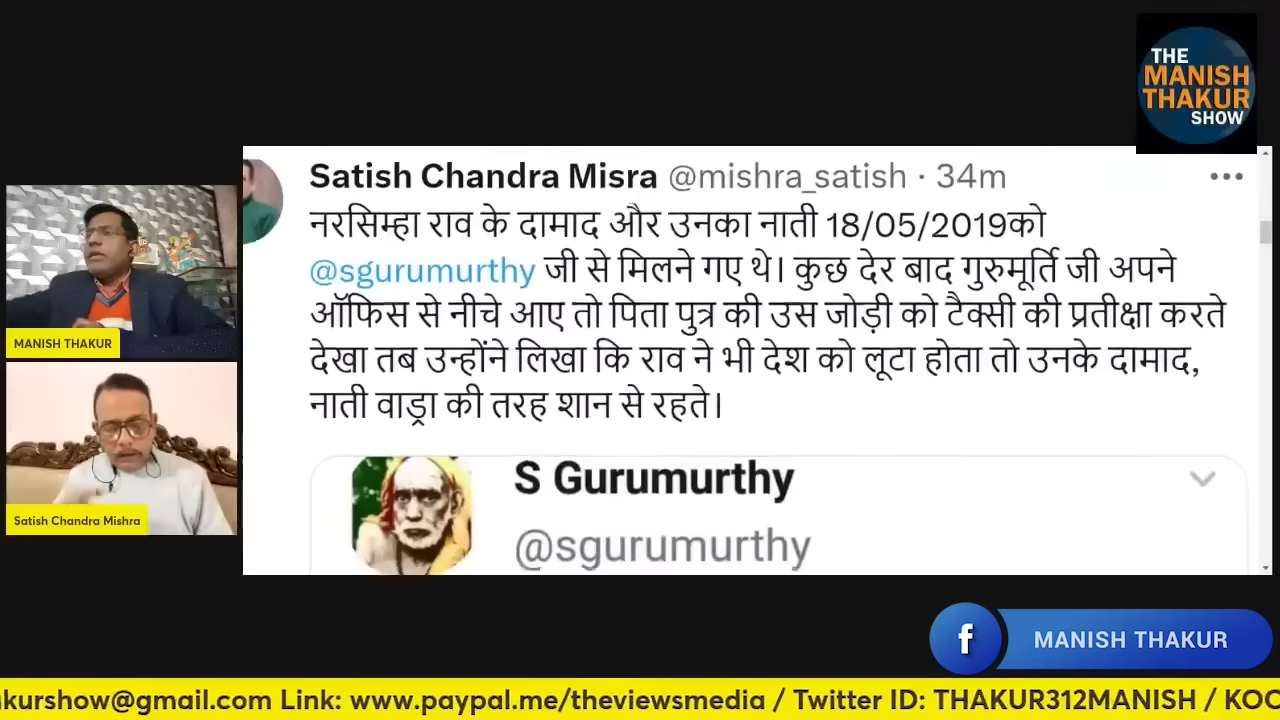 THE
MANISH
THAKUR
SHOW
Satish Chandra Misra @mishra_satish · 34m
नरसिम्हा राव के दामाद और उनका नाती 18/05/2019को
@sgurumurthy जी से मिलने गए थे। कुछ देर बाद गुरुमूर्ति जी अपने
ऑफिस से नीचे आए तो पिता पुत्र की उस जोड़ी को टैक्सी की प्रतीक्षा करते
देखा तब उन्होंने लिखा कि राव ने भी देश को लूटा होता तो उनके दामाद,
नाती वाड्रा की तरह शान से रहते।
S Gurumurthy
@sgurumurthy
MANISH THAKUR
Satish Chandra Mishra
f MANISH THAKUR
akurshow@gmail.com Link: www.paypal.me/theviewsmedia / Twitter ID: THAKUR312MANISH / KOO